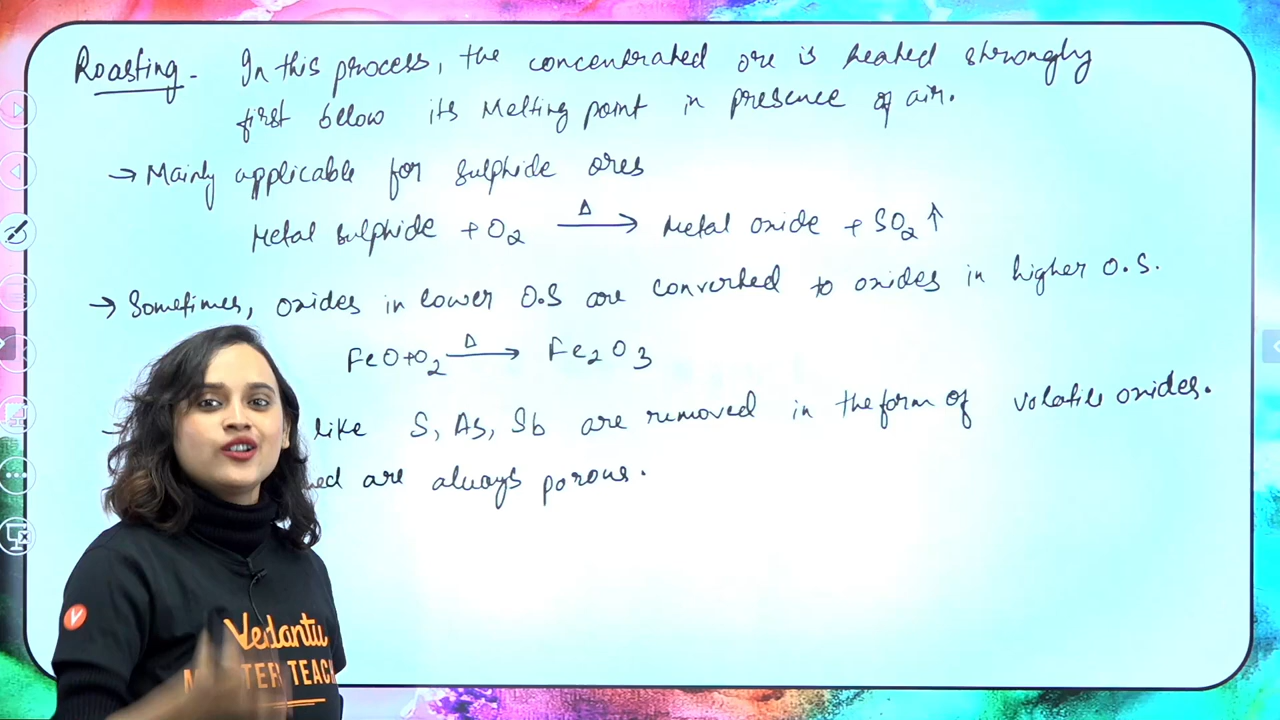 Roasting - In this process, the concentrated ore is heated strongly
first below its Melting point in presence of air.
→ Mainly applicable for Sulphide ores
Metal sulphide + O2 Δ → Metal oxide + SO2 ↑
→ Sometimes, oxides in lower O.S are converted to oxides in higher O.S.
FeO+O2 Δ → Fe2O3
like S, As, Sb are removed in the form of volatile oxides.
are always porous.
Vedantu